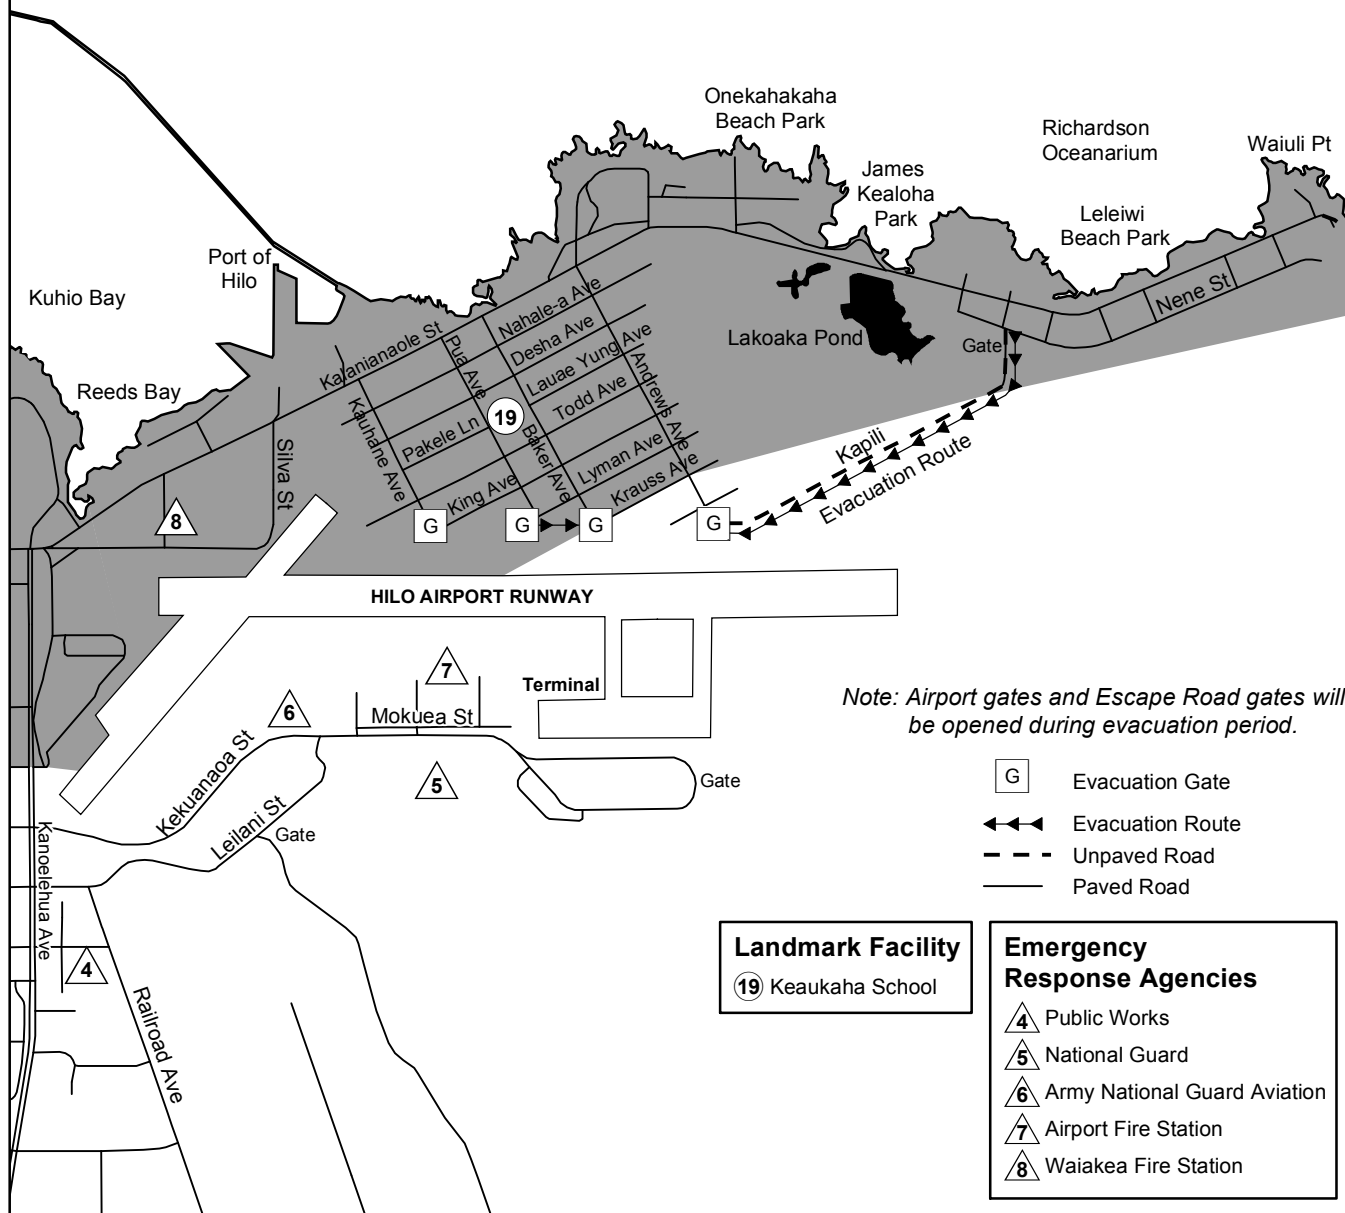 Onekahakaha
Beach Park
Richardson
Oceanarium
Waiuli Pt
James
Kealoha
Park
Leleiwi
Beach Park
Port of
Hilo
Kuhio Bay
Nene St
Nahale-a Ave
Kalanianaole St
Desha Ave
Lakoaka Pond
Gate
Pua Ave
Lauae Yung Ave
Reeds Bay
Andrews Ave
Todd Ave
Kauhane Ave
19
Pakele Ln
Baker Ave
Kapili
Evacuation Route
Silva St
Lyman Ave
King Ave
Krauss Ave
8
G
G
G
G
HILO AIRPORT RUNWAY
7
Terminal
6
Mokuea St
Note: Airport gates and Escape Road gates will
be opened during evacuation period.
Kekuanaoa St
5
Gate
G
Evacuation Gate
Leilani St
Gate
Evacuation Route
Kanoelehua Ave
Unpaved Road
Paved Road
4
Railroad Ave
Landmark Facility
19 Keaukaha School
Emergency
Response Agencies
4 Public Works
5 National Guard
6 Army National Guard Aviation
7 Airport Fire Station
8 Waiakea Fire Station